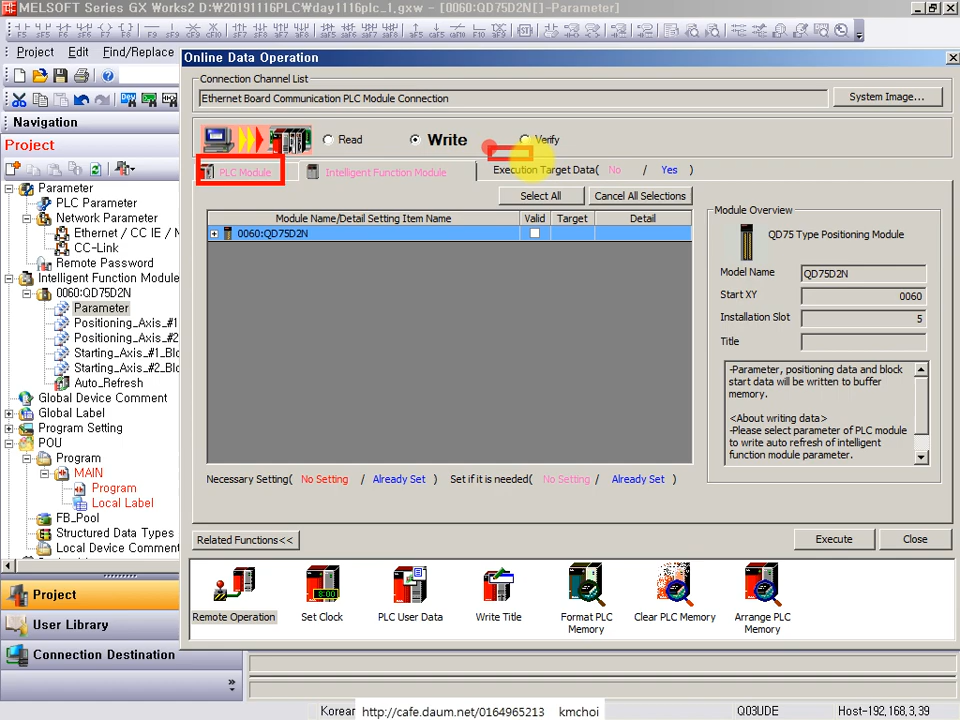 MELSOFT Series GX Works2 D:\20191116PLC\day1116plc_1.gxw - [0060:QD75D2N[]-Parameter]
Project Edit Find/Replace
Navigation
Project
Parameter
PLC Parameter
Network Parameter
Ethernet / CC IE / M
CC-Link
Remote Password
Intelligent Function Module
0060:QD75D2N
Parameter
Positioning_Axis_#1
Positioning_Axis_#2
Starting_Axis_#1_Blo
Starting_Axis_#2_Blo
Auto_Refresh
Global Device Comment
Global Label
Program Setting
POU
Program
MAIN
Program
Local Label
FB_Pool
Structured Data Types
Local Device Comment
Project
User Library
Connection Destination
»
Online Data Operation
Connection Channel List
Ethernet Board Communication PLC Module Connection
System Image...
Read Write Verify
PLC Module Intelligent Function Module Execution Target Data( No / Yes )
Select All Cancel All Selections
Module Name/Detail Setting Item Name Valid Target Detail
0060:QD75D2N
Module Overview
QD75 Type Positioning Module
Model Name QD75D2N
Start XY 0060
Installation Slot 5
Title
-Parameter, positioning data and block
start data will be written to buffer
memory.
<About writing data>
-Please select parameter of PLC module
to write auto refresh of intelligent
function module parameter.
Necessary Setting( No Setting / Already Set ) Set if it is needed( No Setting / Already Set )
Related Functions<< Execute Close
Remote Operation Set Clock PLC User Data Write Title Format PLC Memory Clear PLC Memory Arrange PLC Memory
Korean http://cafe.daum.net/0164965213 kmchoi Q03UDE Host-192,168,3,39